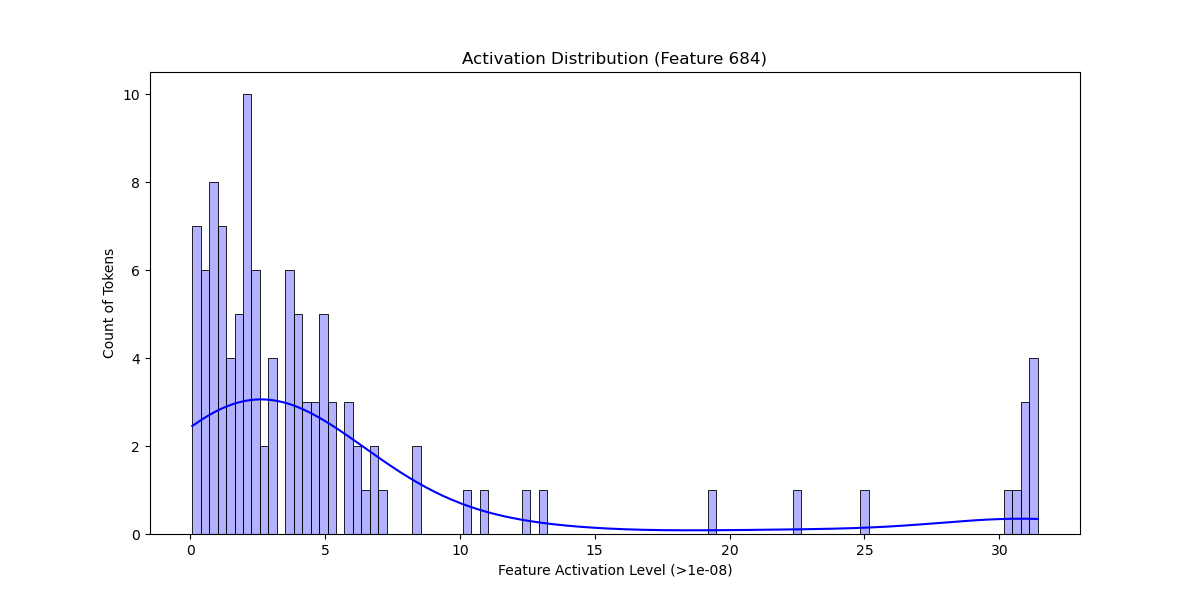 Activation Distribution (Feature 684)
10
8
6
4
2
0
Count of Tokens
0 5 10 15 20 25 30
Feature Activation Level (>1e-08)